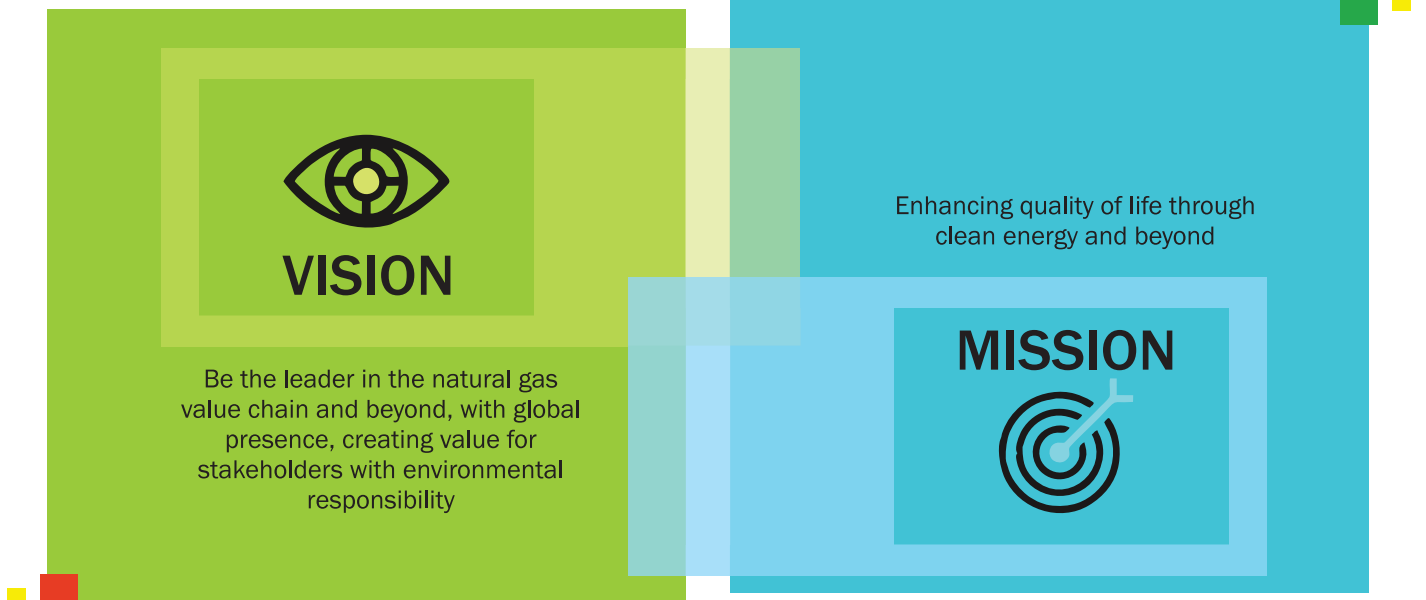 VISION
Be the leader in the natural gas
value chain and beyond, with global
presence, creating value for
stakeholders with environmental
responsibility
Enhancing quality of life through
clean energy and beyond
MISSION